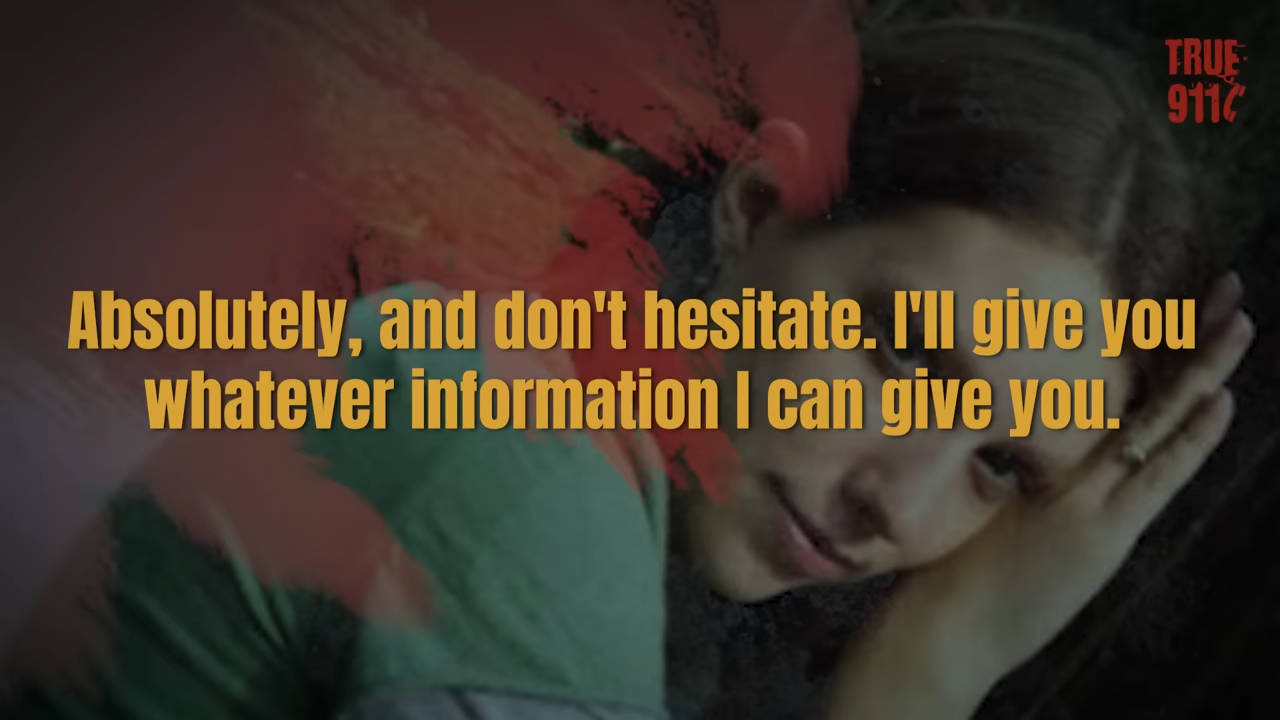 TRUE
911
Absolutely, and don't hesitate. I'll give you
whatever information I can give you.